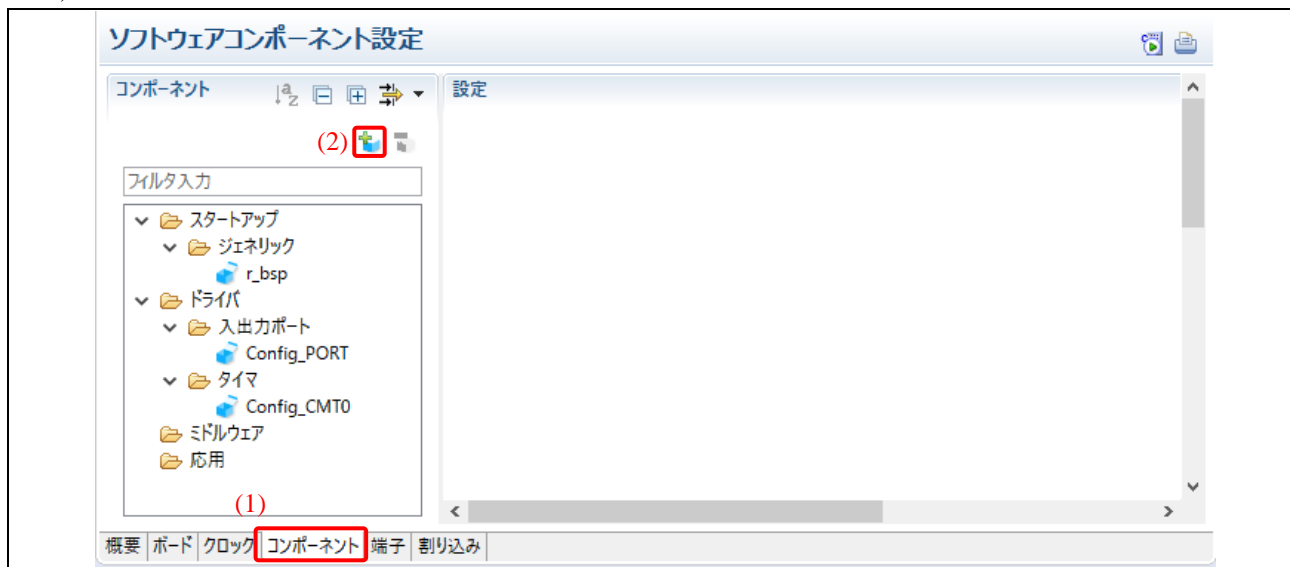 ソフトウェアコンポーネント設定
コンポーネント
設定
(2)
フィルタ入力
スタートアップ
ジェネリック
r_bsp
ドライバ
入出力ポート
Config_PORT
タイマ
Config_CMT0
ミドルウェア
応用
(1)
概要 ボード クロック コンポーネント 端子 割り込み